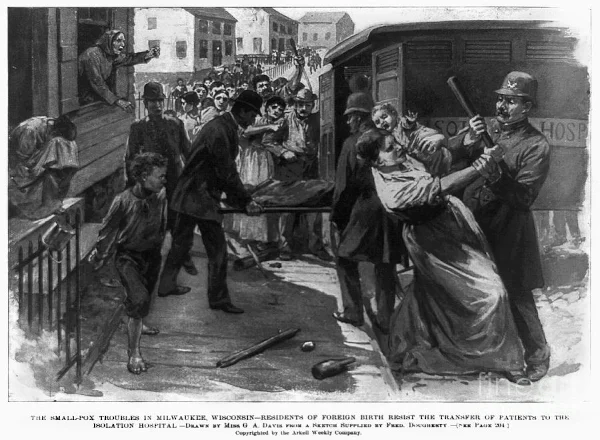 HOSP
THE SMALL-POX TROUBLES IN MILWAUKEE, WISCONSIN—RESIDENTS OF FOREIGN BIRTH RESIST THE TRANSFER OF PATIENTS TO THE
ISOLATION HOSPITAL.—DRAWN BY MISS G. A. DAVIS FROM A SKETCH SUPPLIED BY FRED. DOUGHERTY.—[SEE PAGE 204.]
Copyrighted by the Arkell Weekly Company.